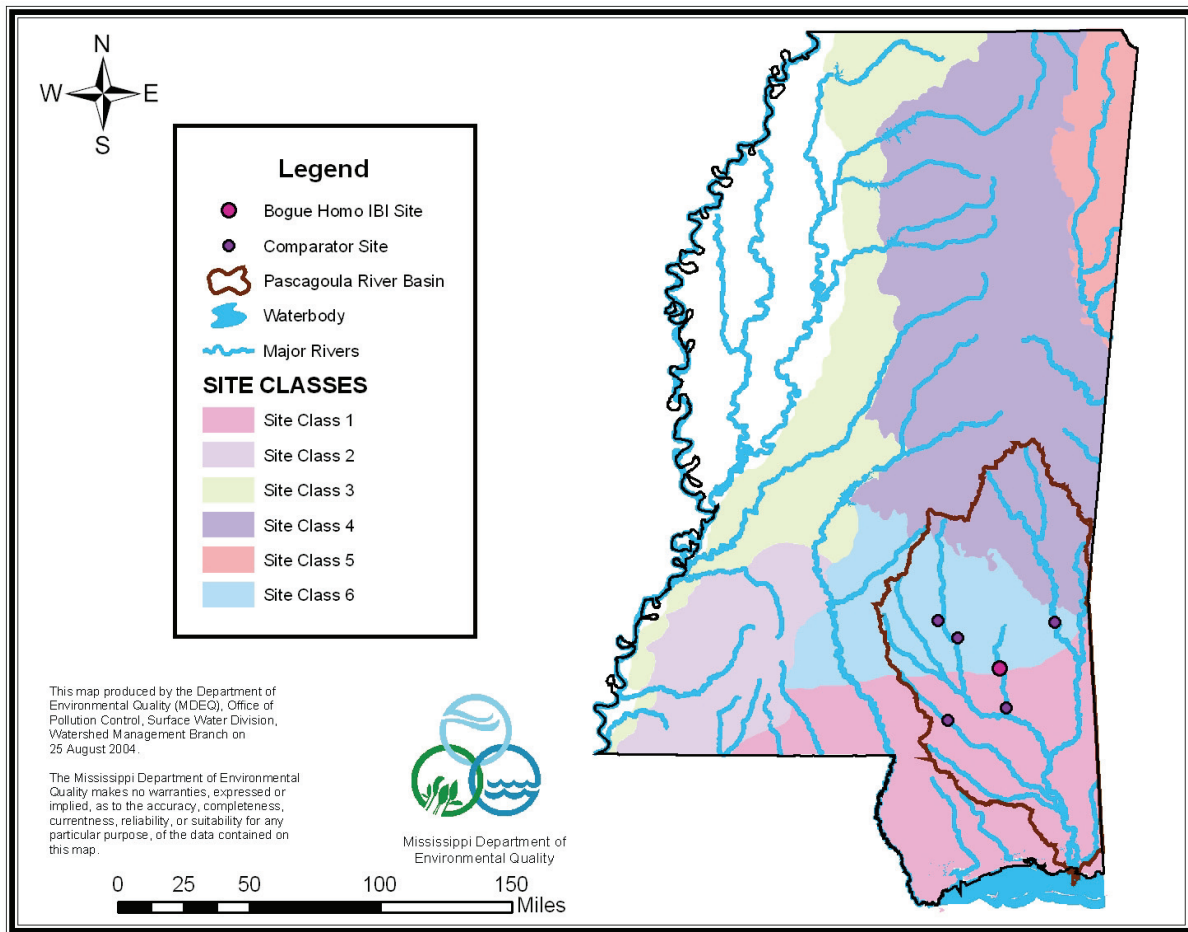 N
W E
S
Legend
Bogue Homo IBI Site
Comparator Site
Pascagoula River Basin
Waterbody
Major Rivers
SITE CLASSES
Site Class 1
Site Class 2
Site Class 3
Site Class 4
Site Class 5
Site Class 6
This map produced by the Department of
Environmental Quality (MDEQ), Office of
Pollution Control, Surface Water Division,
Watershed Management Branch on
25 August 2004.
The Mississippi Department of Environmental
Quality makes no warranties, expressed or
implied, as to the accuracy, completeness,
currentness, reliability, or suitability for any
particular purpose, of the data contained on
this map.
Mississippi Department of
Environmental Quality
0 25 50 100 150
Miles